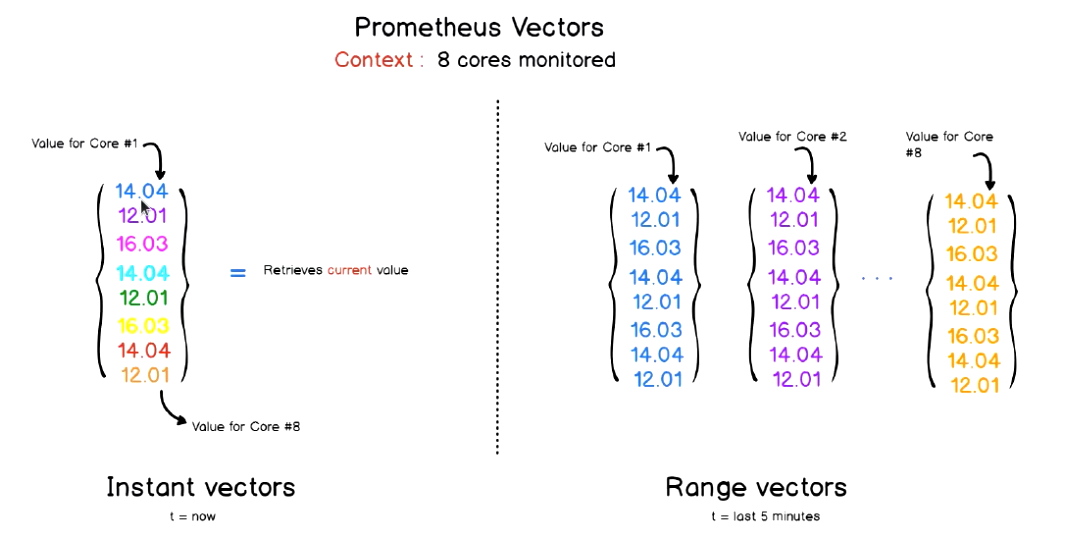 Prometheus Vectors
Context : 8 cores monitored
Value for Core #1
14.04
12.01
16.03
14.04
12.01
16.03
14.04
12.01
= Retrieves current value
Value for Core #8
Instant vectors
t = now
Value for Core #1
14.04
12.01
16.03
14.04
12.01
16.03
14.04
12.01
Value for Core #2
14.04
12.01
16.03
14.04
12.01
16.03
14.04
12.01
. . .
Value for Core
#8
14.04
12.01
16.03
14.04
12.01
16.03
14.04
12.01
Range vectors
t = last 5 minutes